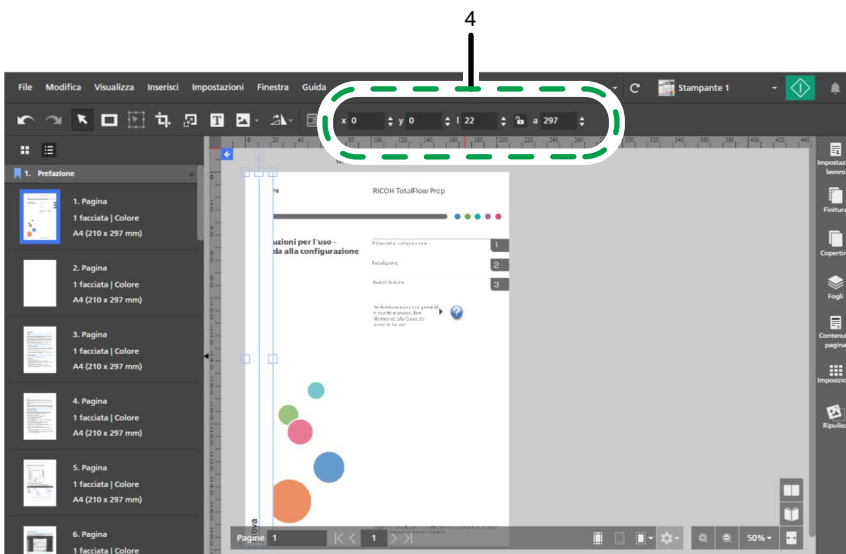 4
File Modifica Visualizza Inserisci Impostazioni Finestra Guida
Stampante 1
x 0 y 0 l 22 a 297
1. Prefazione
1. Pagina
1 facciata | Colore
A4 (210 x 297 mm)
2. Pagina
1 facciata | Colore
A4 (210 x 297 mm)
3. Pagina
1 facciata | Colore
A4 (210 x 297 mm)
4. Pagina
1 facciata | Colore
A4 (210 x 297 mm)
5. Pagina
1 facciata | Colore
A4 (210 x 297 mm)
6. Pagina
1 facciata | Colore
RICOH TotalFlow Prep
uzioni per l'uso -
da alla configurazione
1
Installazione
2
3
ova
Pagine 1
1
50%
Impostaz
lavoro
Finitura
Copertin
Fogli
Contenu
pagina
Imposizio
Ripulisc